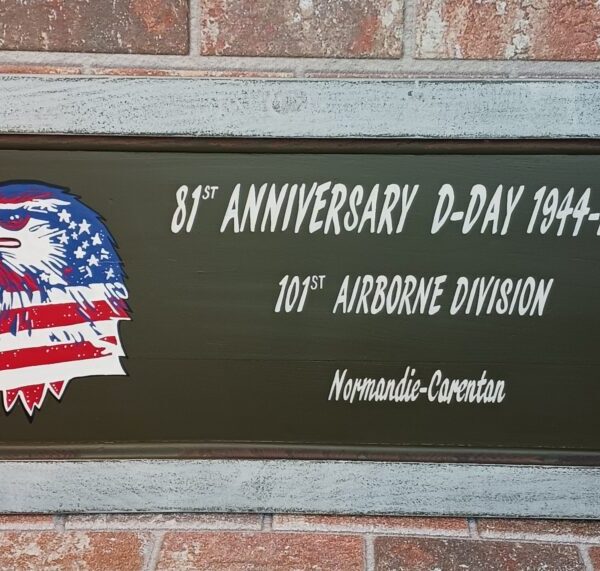 81ST ANNIVERSARY D-DAY 1944-
101ST AIRBORNE DIVISION
Normandie-Carentan